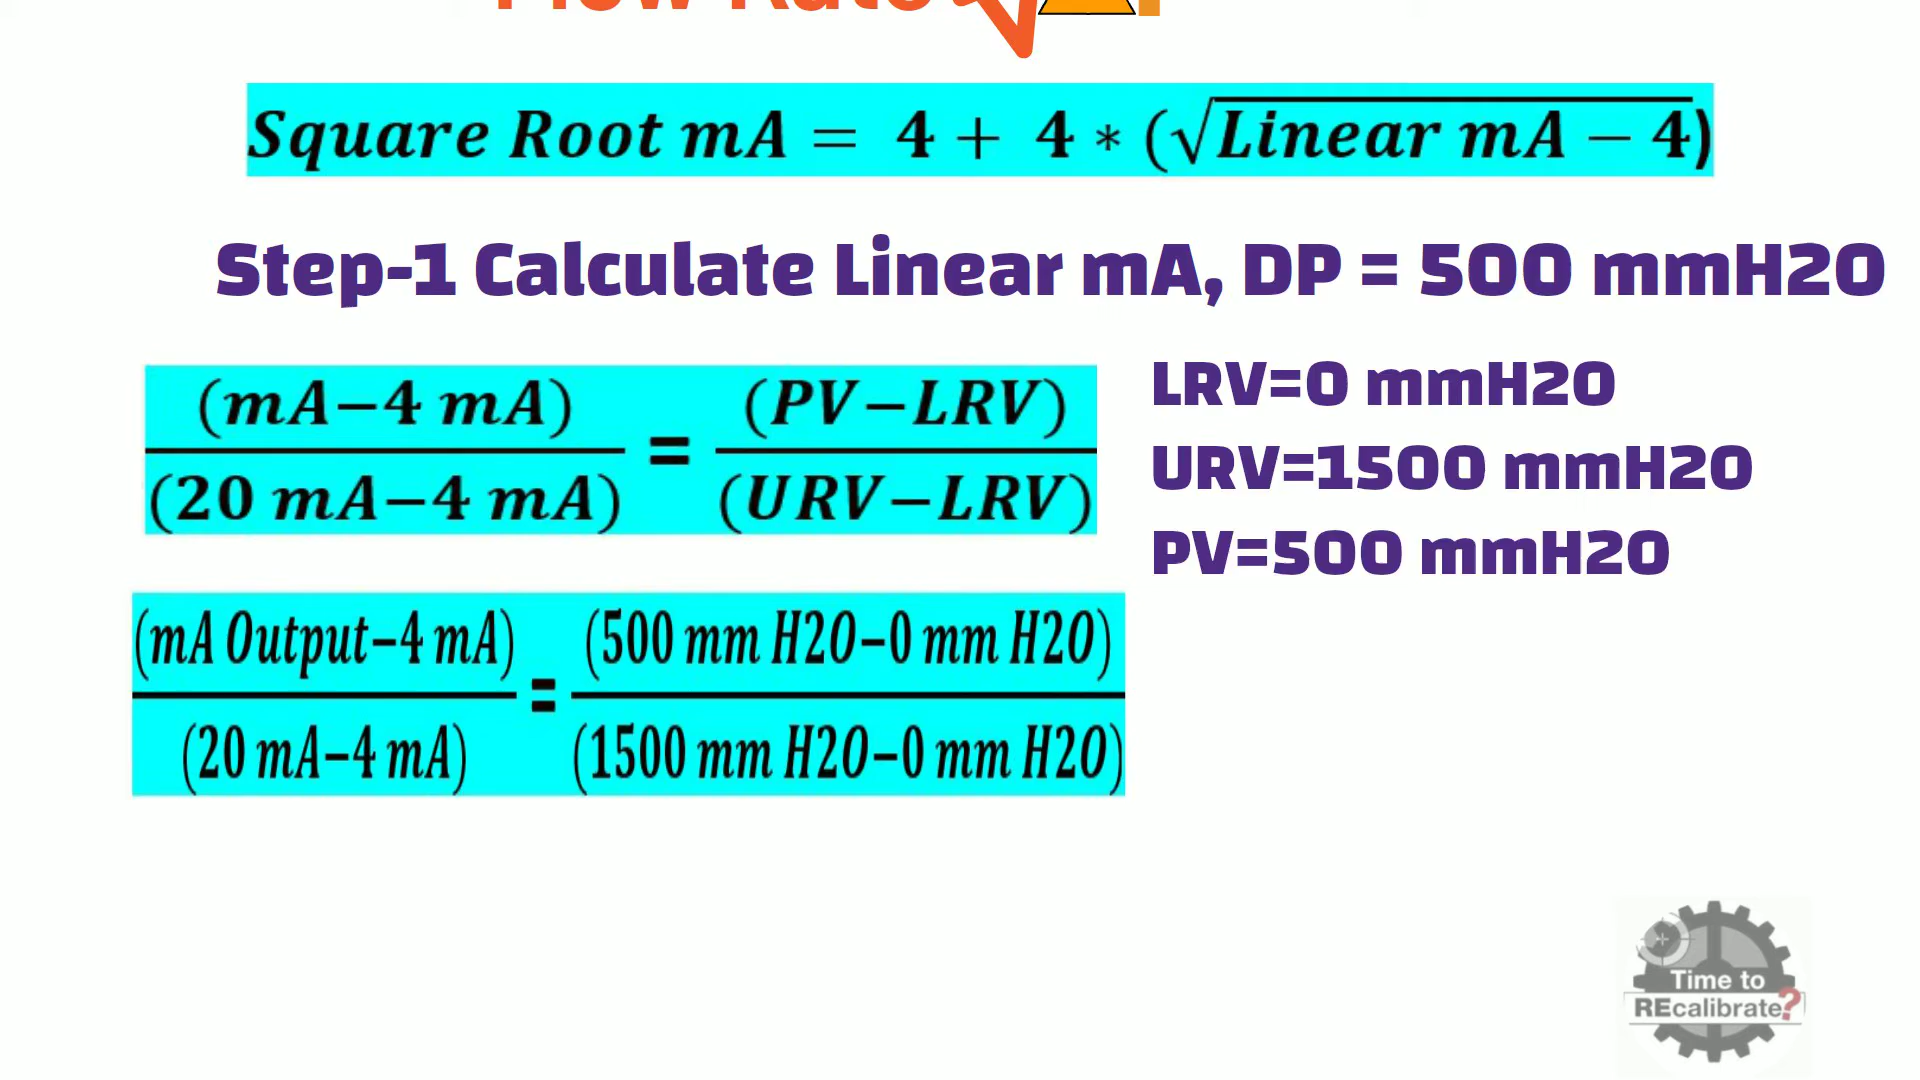 Flow Rate
Square Root mA = 4 + 4 * (√Linear mA − 4)
Step-1 Calculate Linear mA, DP = 500 mmH2O
(mA−4 mA)
(20 mA−4 mA)
=
(PV−LRV)
(URV−LRV)
LRV=0 mmH2O
URV=1500 mmH2O
PV=500 mmH2O
(mA Output−4 mA)
(20 mA−4 mA)
=
(500 mm H2O−0 mm H2O)
(1500 mm H2O−0 mm H2O)
Time to
REcalibrate?